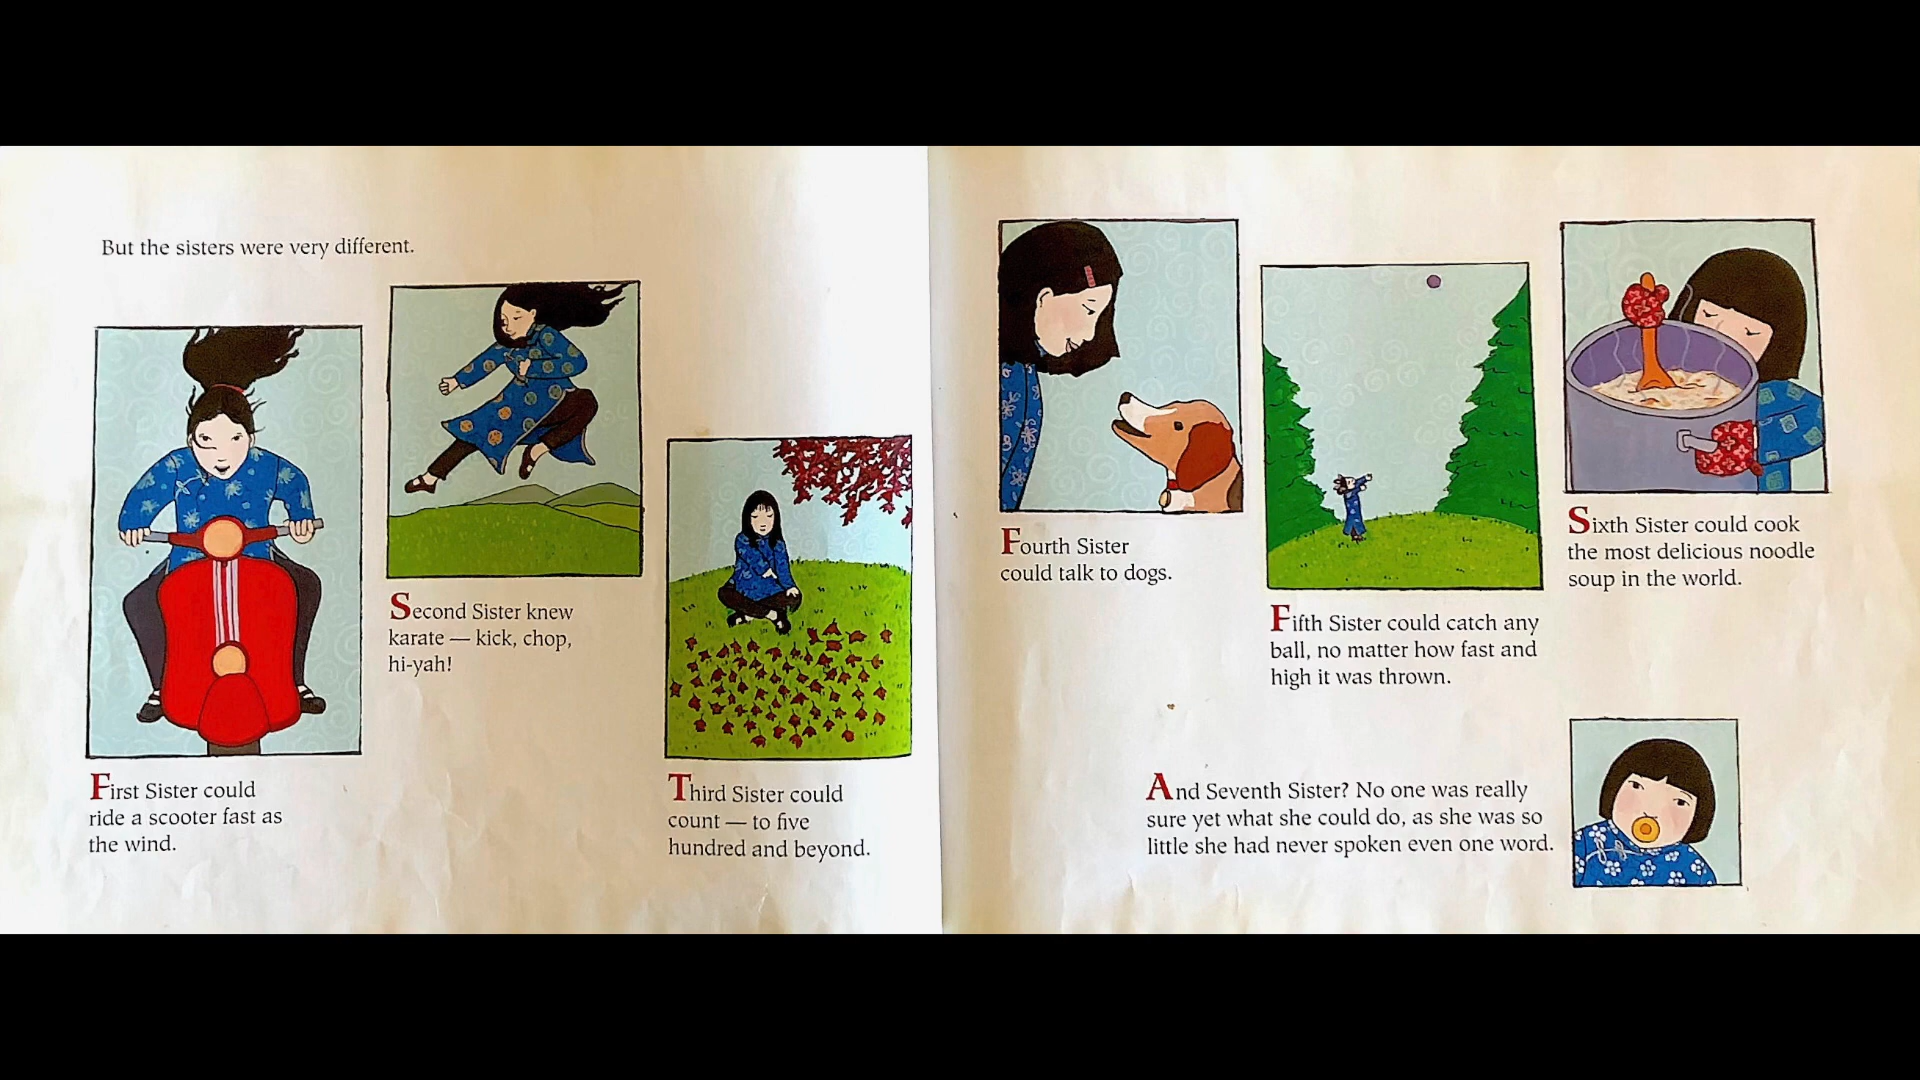 But the sisters were very different.
First Sister could
ride a scooter fast as
the wind.
Second Sister knew
karate — kick, chop,
hi-yah!
Third Sister could
count — to five
hundred and beyond.
Fourth Sister
could talk to dogs.
Fifth Sister could catch any
ball, no matter how fast and
high it was thrown.
Sixth Sister could cook
the most delicious noodle
soup in the world.
And Seventh Sister? No one was really
sure yet what she could do, as she was so
little she had never spoken even one word.